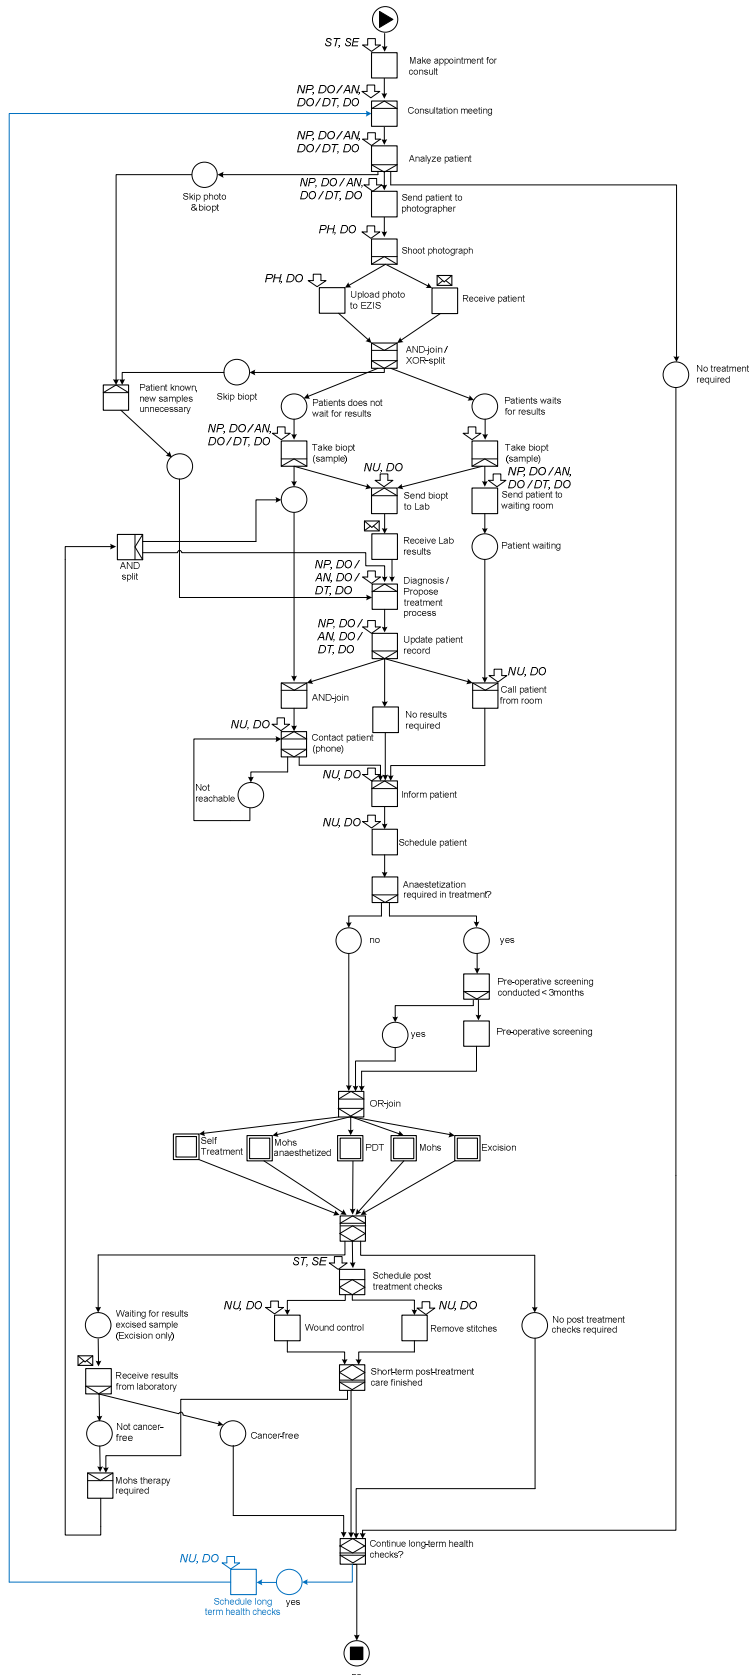 ST, SE
Make appointment for
consult
NP, DO / AN,
DO / DT, DO
Consultation meeting
NP, DO / AN,
DO / DT, DO
Analyze patient
Skip photo
& biopt
NP, DO / AN,
DO / DT, DO
Send patient to
photographer
PH, DO
Shoot photograph
PH, DO
Upload photo
to EZIS
Receive patient
AND-join /
XOR-split
No treatment
required
Skip biopt
Patient known,
new samples
unnecessary
Patients does not
wait for results
Patients waits
for results
NP, DO / AN,
DO / DT, DO
Take biopt
(sample)
Take biopt
(sample)
NU, DO
NP, DO / AN,
DO / DT, DO
Send biopt
to Lab
Send patient to
waiting room
Receive Lab
results
Patient waiting
AND
split
NP, DO /
AN, DO /
DT, DO
Diagnosis /
Propose
treatment
process
NP, DO /
AN, DO /
DT, DO
Update patient
record
NU, DO
Call patient
from room
AND-join
No results
required
NU, DO
Contact patient
(phone)
NU, DO
Not
reachable
Inform patient
NU, DO
Schedule patient
Anaestetization
required in treatment?
no
yes
Pre-operative screening
conducted < 3months
yes
Pre-operative screening
OR-join
Self
Treatment
Mohs
anaesthetized
PDT
Mohs
Excision
ST, SE
Schedule post
treatment checks
NU, DO
NU, DO
Waiting for results
excised sample
(Excision only)
Wound control
Remove stitches
No post treatment
checks required
Receive results
from laboratory
Short-term post-treatment
care finished
Not cancer-
free
Cancer-free
Mohs therapy
required
Continue long-term health
checks?
NU, DO
yes
Schedule long
term health checks